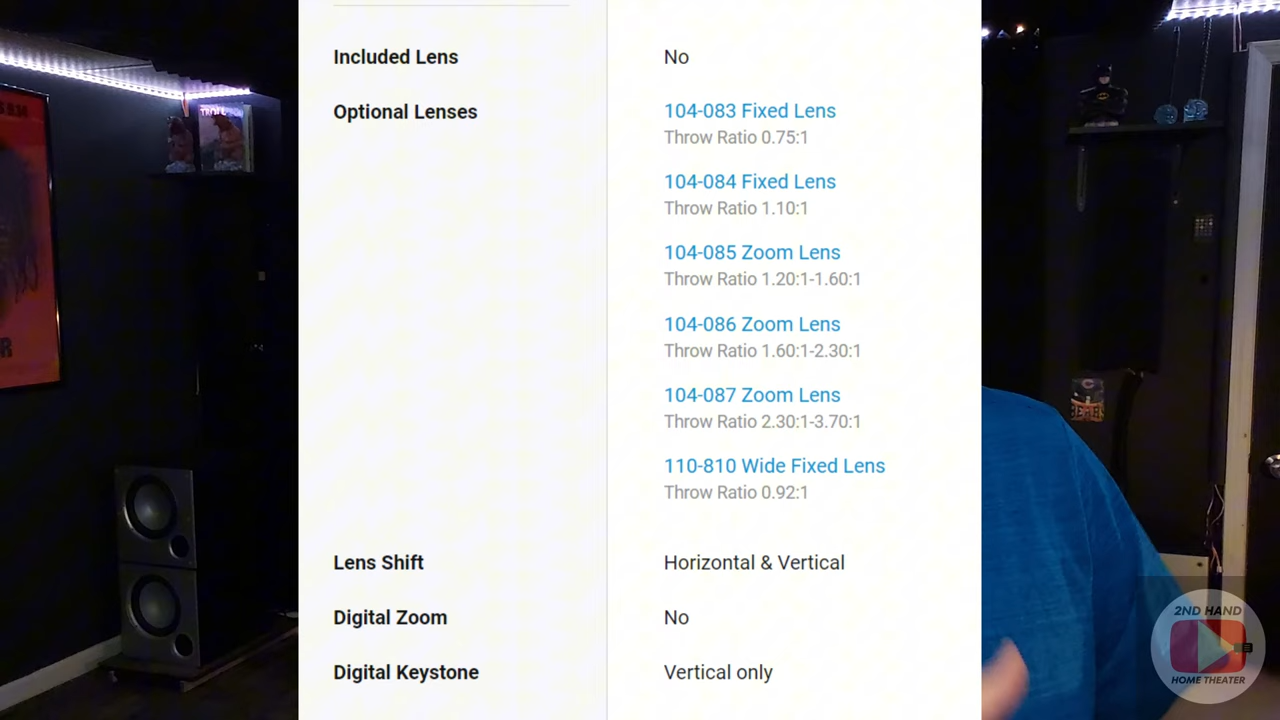 Included Lens
No
Optional Lenses
104-083 Fixed Lens
Throw Ratio 0.75:1
104-084 Fixed Lens
Throw Ratio 1.10:1
104-085 Zoom Lens
Throw Ratio 1.20:1-1.60:1
104-086 Zoom Lens
Throw Ratio 1.60:1-2.30:1
104-087 Zoom Lens
Throw Ratio 2.30:1-3.70:1
110-810 Wide Fixed Lens
Throw Ratio 0.92:1
Lens Shift
Horizontal & Vertical
Digital Zoom
No
Digital Keystone
Vertical only
TROLL
2ND HAND
HOME THEATER